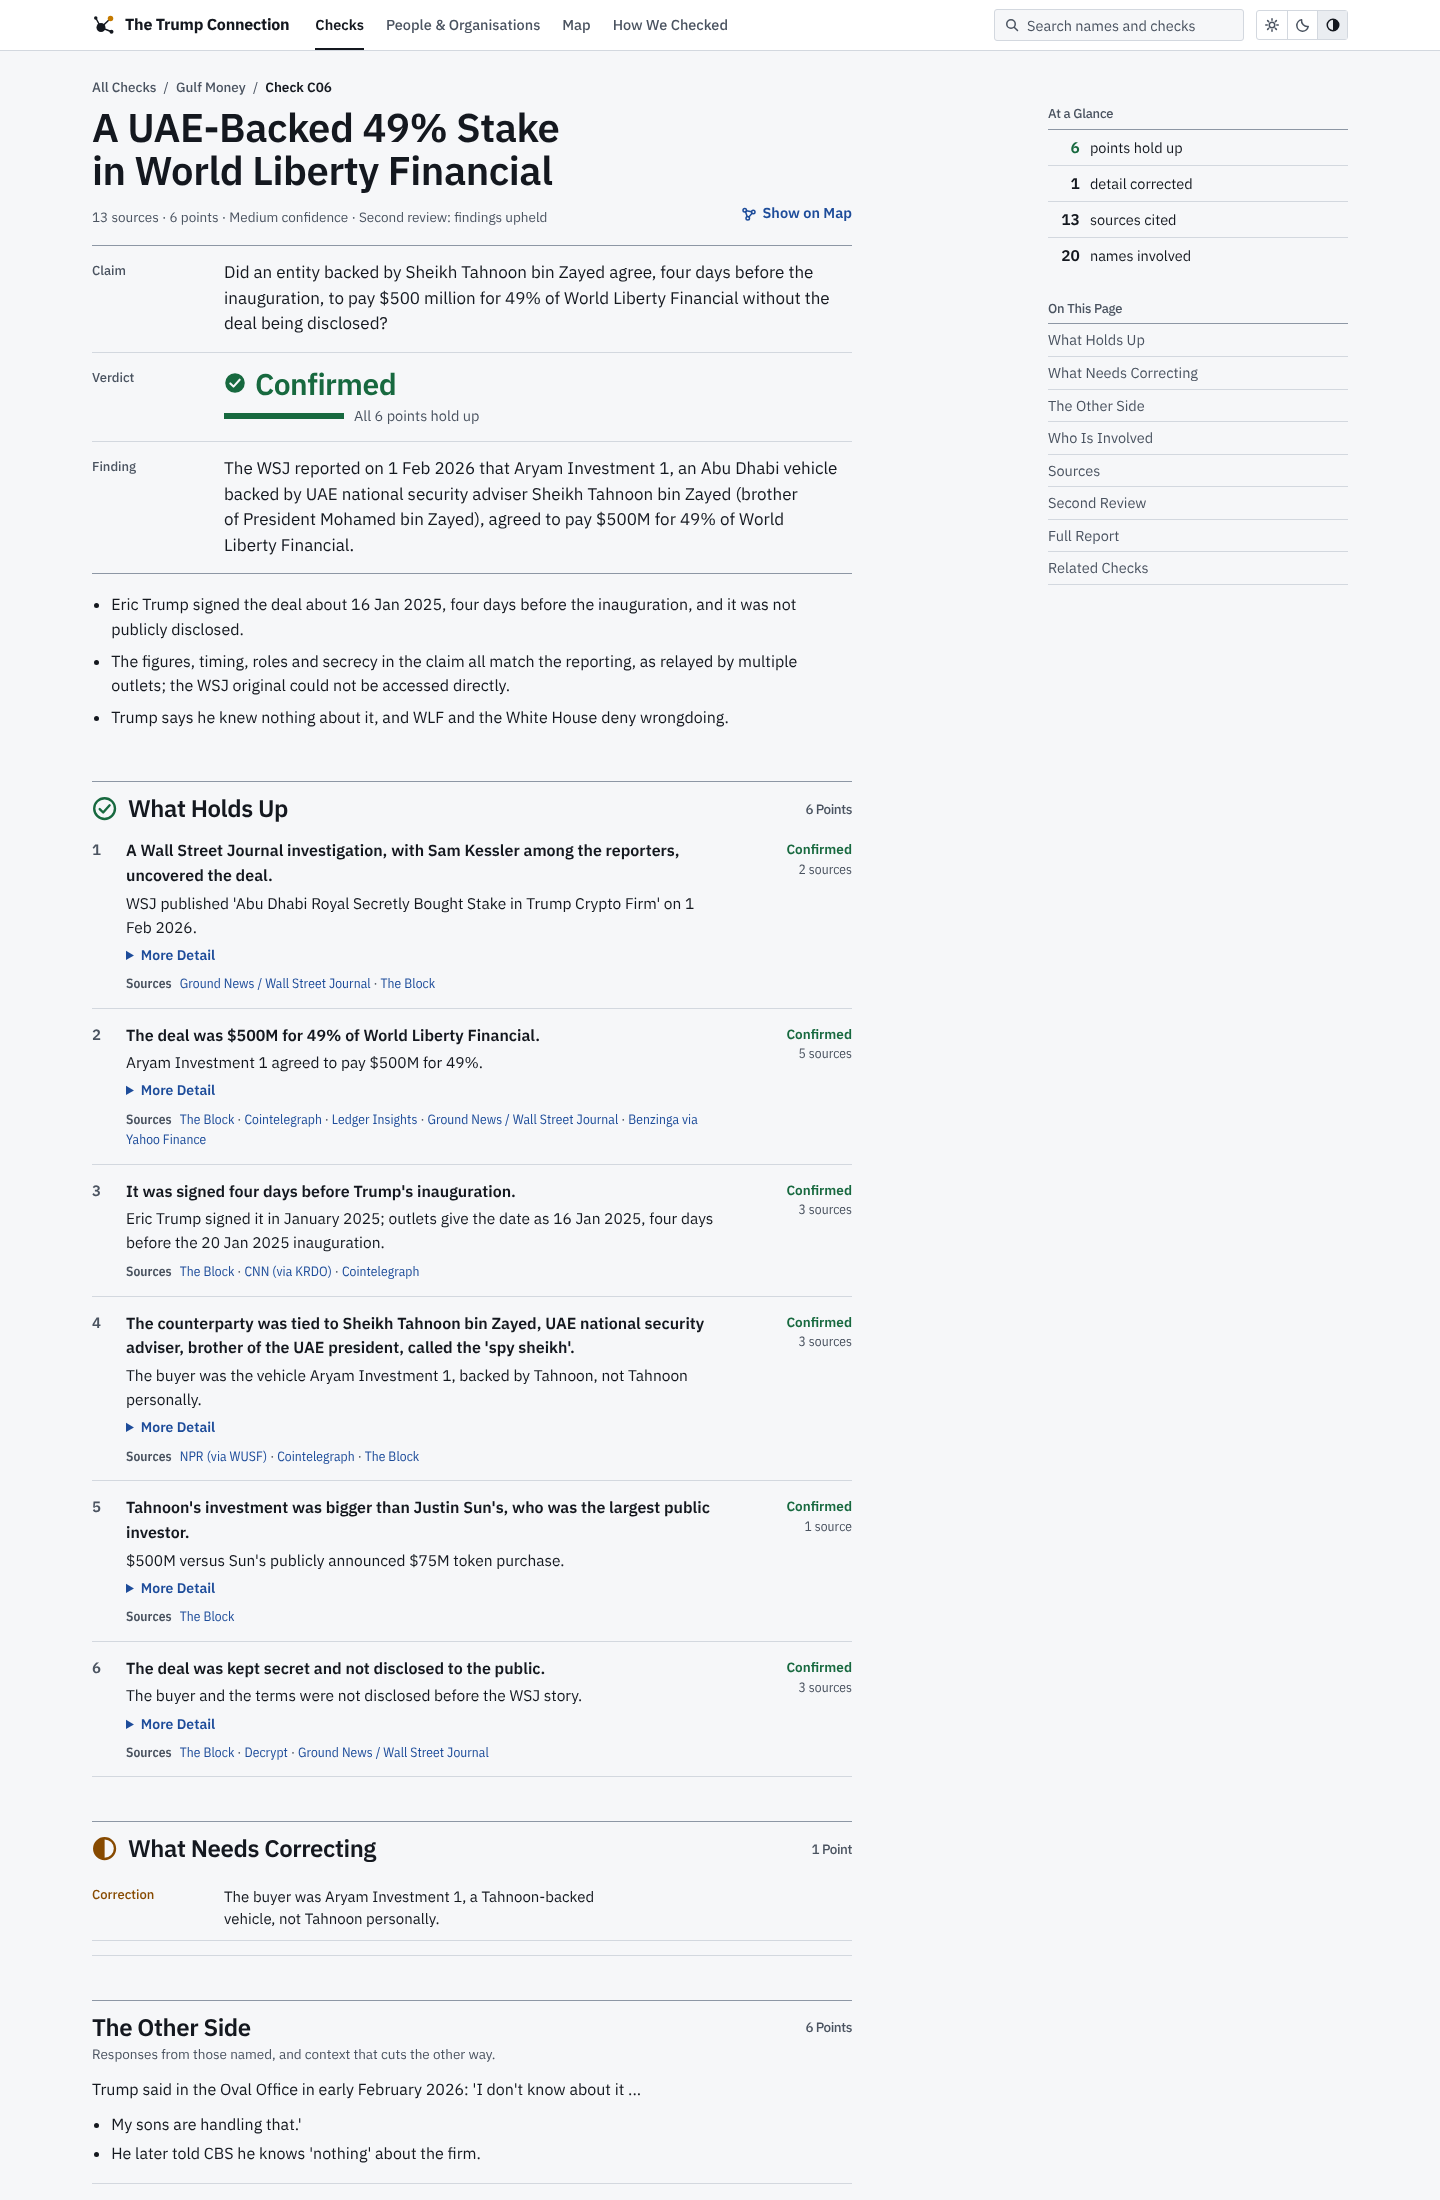 The Trump Connection
Checks
People & Organisations
Map
How We Checked
Search names and checks
All Checks / Gulf Money / Check C06
A UAE-Backed 49% Stake
in World Liberty Financial
13 sources · 6 points · Medium confidence · Second review: findings upheld
Show on Map
Claim
Did an entity backed by Sheikh Tahnoon bin Zayed agree, four days before the
inauguration, to pay $500 million for 49% of World Liberty Financial without the
deal being disclosed?
Verdict
Confirmed
All 6 points hold up
Finding
The WSJ reported on 1 Feb 2026 that Aryam Investment 1, an Abu Dhabi vehicle
backed by UAE national security adviser Sheikh Tahnoon bin Zayed (brother
of President Mohamed bin Zayed), agreed to pay $500M for 49% of World
Liberty Financial.
• Eric Trump signed the deal about 16 Jan 2025, four days before the inauguration, and it was not
publicly disclosed.
• The figures, timing, roles and secrecy in the claim all match the reporting, as relayed by multiple
outlets; the WSJ original could not be accessed directly.
• Trump says he knew nothing about it, and WLF and the White House deny wrongdoing.
What Holds Up
6 Points
1 A Wall Street Journal investigation, with Sam Kessler among the reporters,
uncovered the deal.
Confirmed
2 sources
WSJ published 'Abu Dhabi Royal Secretly Bought Stake in Trump Crypto Firm' on 1
Feb 2026.
More Detail
Sources Ground News / Wall Street Journal · The Block
2 The deal was $500M for 49% of World Liberty Financial.
Confirmed
5 sources
Aryam Investment 1 agreed to pay $500M for 49%.
More Detail
Sources The Block · Cointelegraph · Ledger Insights · Ground News / Wall Street Journal · Benzinga via
Yahoo Finance
3 It was signed four days before Trump's inauguration.
Confirmed
3 sources
Eric Trump signed it in January 2025; outlets give the date as 16 Jan 2025, four days
before the 20 Jan 2025 inauguration.
Sources The Block · CNN (via KRDO) · Cointelegraph
4 The counterparty was tied to Sheikh Tahnoon bin Zayed, UAE national security
adviser, brother of the UAE president, called the 'spy sheikh'.
Confirmed
3 sources
The buyer was the vehicle Aryam Investment 1, backed by Tahnoon, not Tahnoon
personally.
More Detail
Sources NPR (via WUSF) · Cointelegraph · The Block
5 Tahnoon's investment was bigger than Justin Sun's, who was the largest public
investor.
Confirmed
1 source
$500M versus Sun's publicly announced $75M token purchase.
More Detail
Sources The Block
6 The deal was kept secret and not disclosed to the public.
Confirmed
3 sources
The buyer and the terms were not disclosed before the WSJ story.
More Detail
Sources The Block · Decrypt · Ground News / Wall Street Journal
What Needs Correcting
1 Point
Correction
The buyer was Aryam Investment 1, a Tahnoon-backed
vehicle, not Tahnoon personally.
The Other Side
6 Points
Responses from those named, and context that cuts the other way.
Trump said in the Oval Office in early February 2026: 'I don't know about it ...
• My sons are handling that.'
• He later told CBS he knows 'nothing' about the firm.
At a Glance
6 points hold up
1 detail corrected
13 sources cited
20 names involved
On This Page
What Holds Up
What Needs Correcting
The Other Side
Who Is Involved
Sources
Second Review
Full Report
Related Checks